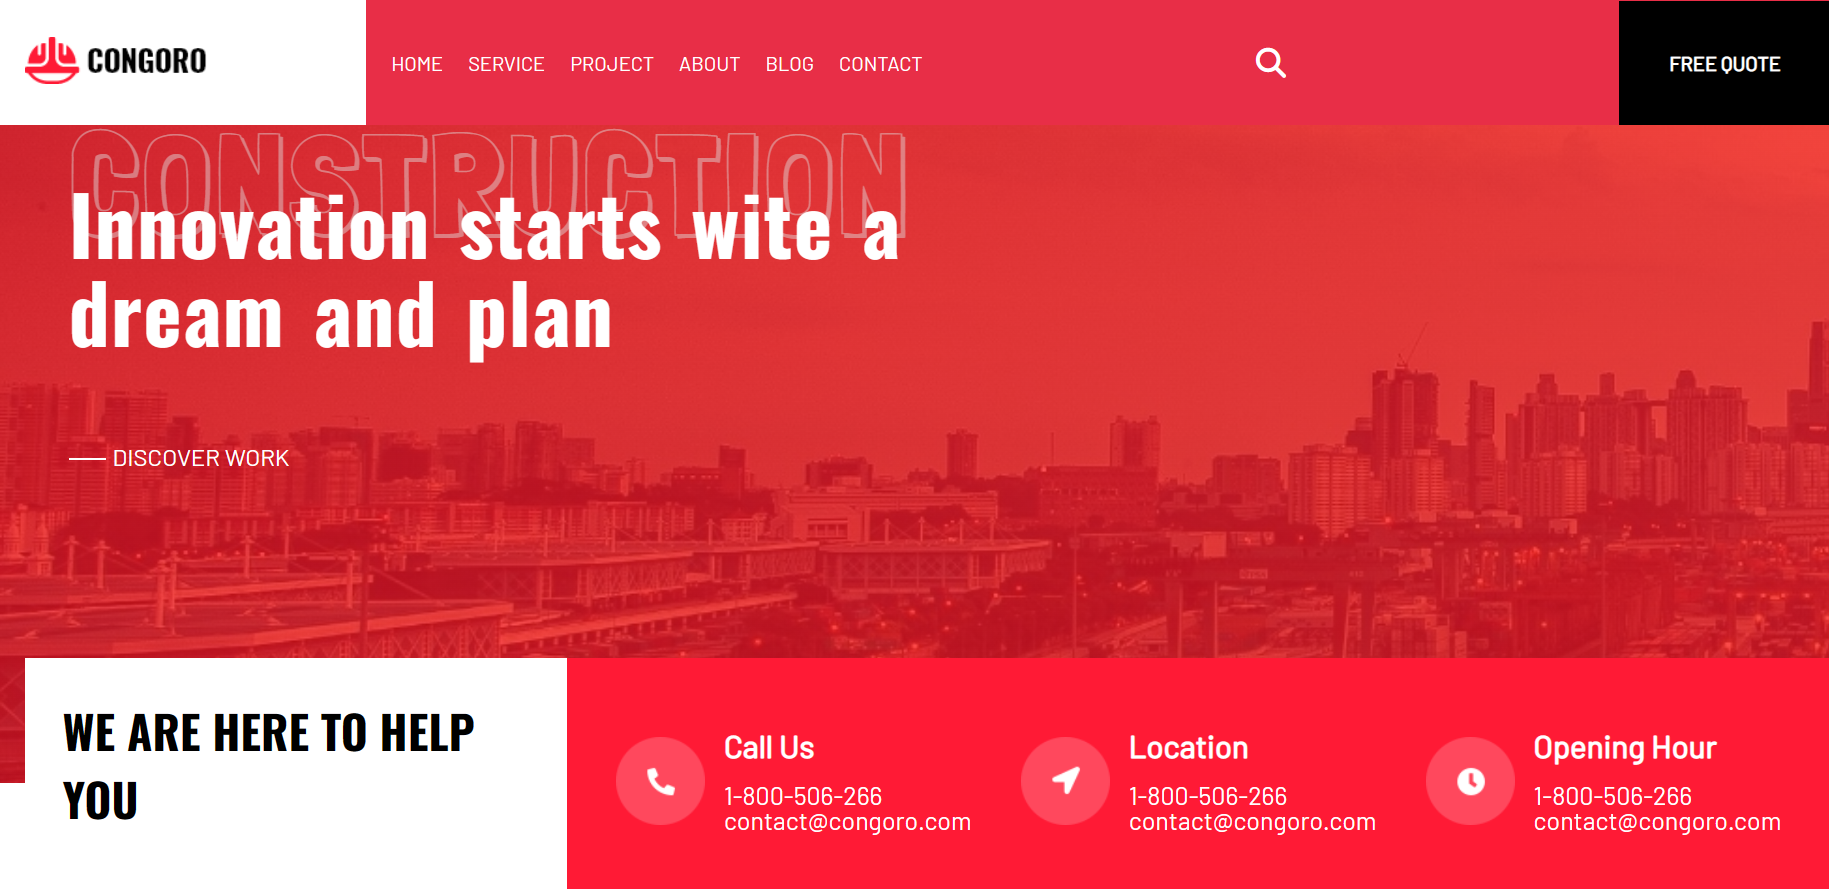 CONGORO
HOME SERVICE PROJECT ABOUT BLOG CONTACT
FREE QUOTE
CONSTRUCTION
Innovation starts wite a
dream and plan
DISCOVER WORK
WE ARE HERE TO HELP
YOU
Call Us
1-800-506-266
contact@congoro.com
Location
1-800-506-266
contact@congoro.com
Opening Hour
1-800-506-266
contact@congoro.com